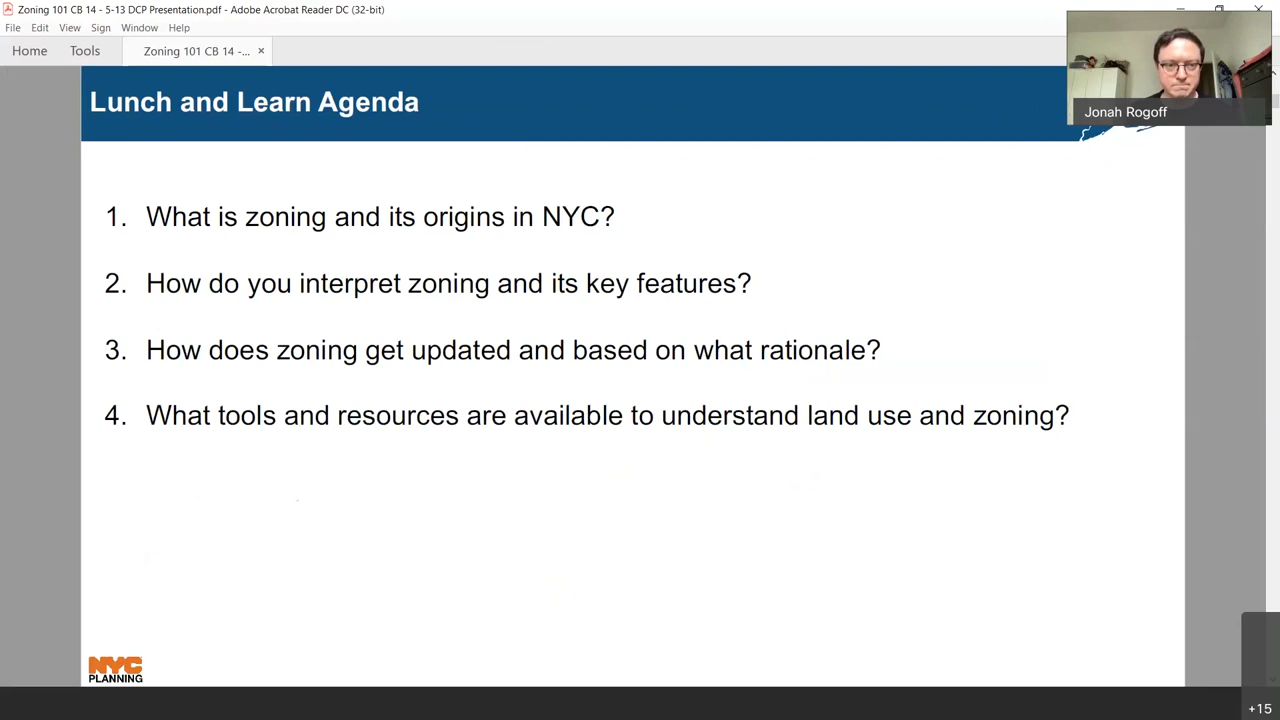 Zoning 101 CB 14 - 5-13 DCP Presentation.pdf - Adobe Acrobat Reader DC (32-bit)
File Edit View Sign Window Help
Home Tools Zoning 101 CB 14 -... ×
Lunch and Learn Agenda
Jonah Rogoff
1. What is zoning and its origins in NYC?
2. How do you interpret zoning and its key features?
3. How does zoning get updated and based on what rationale?
4. What tools and resources are available to understand land use and zoning?
NYC
PLANNING
+15